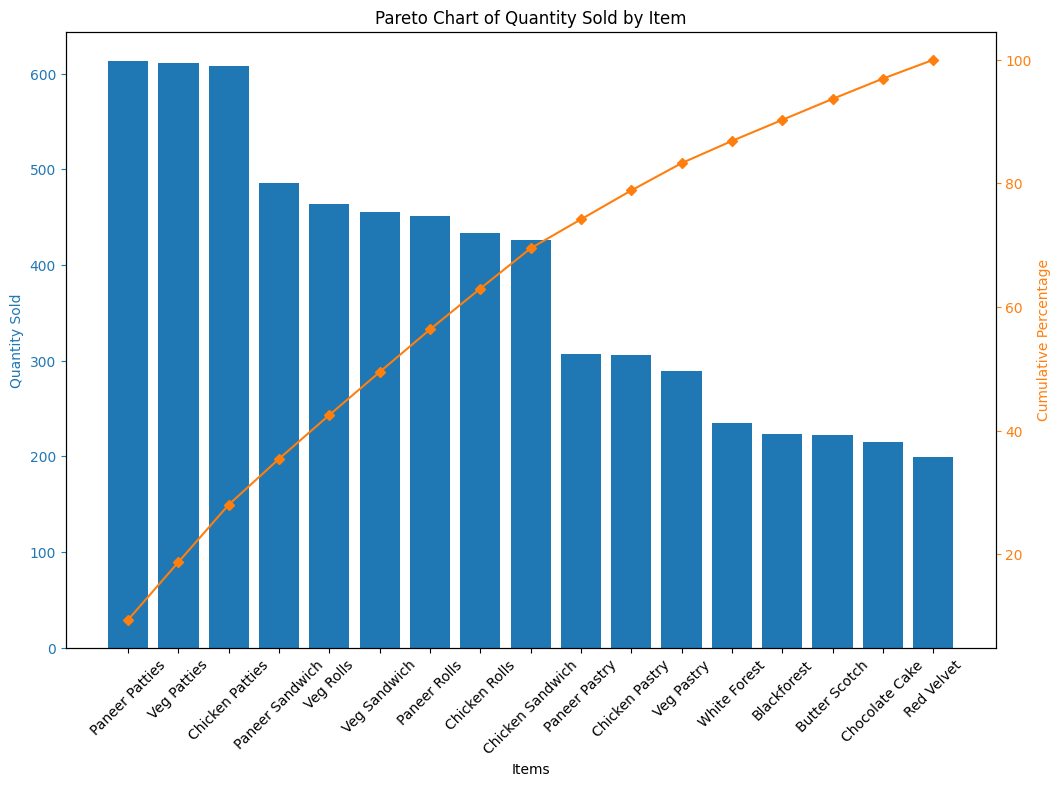 Pareto Chart of Quantity Sold by Item
Quantity Sold
600
500
400
300
200
100
0
100
80
60
40
20
Cumulative Percentage
Paneer Patties
Veg Patties
Chicken Patties
Paneer Sandwich
Veg Rolls
Veg Sandwich
Paneer Rolls
Chicken Rolls
Chicken Sandwich
Paneer Pastry
Chicken Pastry
Veg Pastry
White Forest
Blackforest
Butter Scotch
Chocolate Cake
Red Velvet
Items